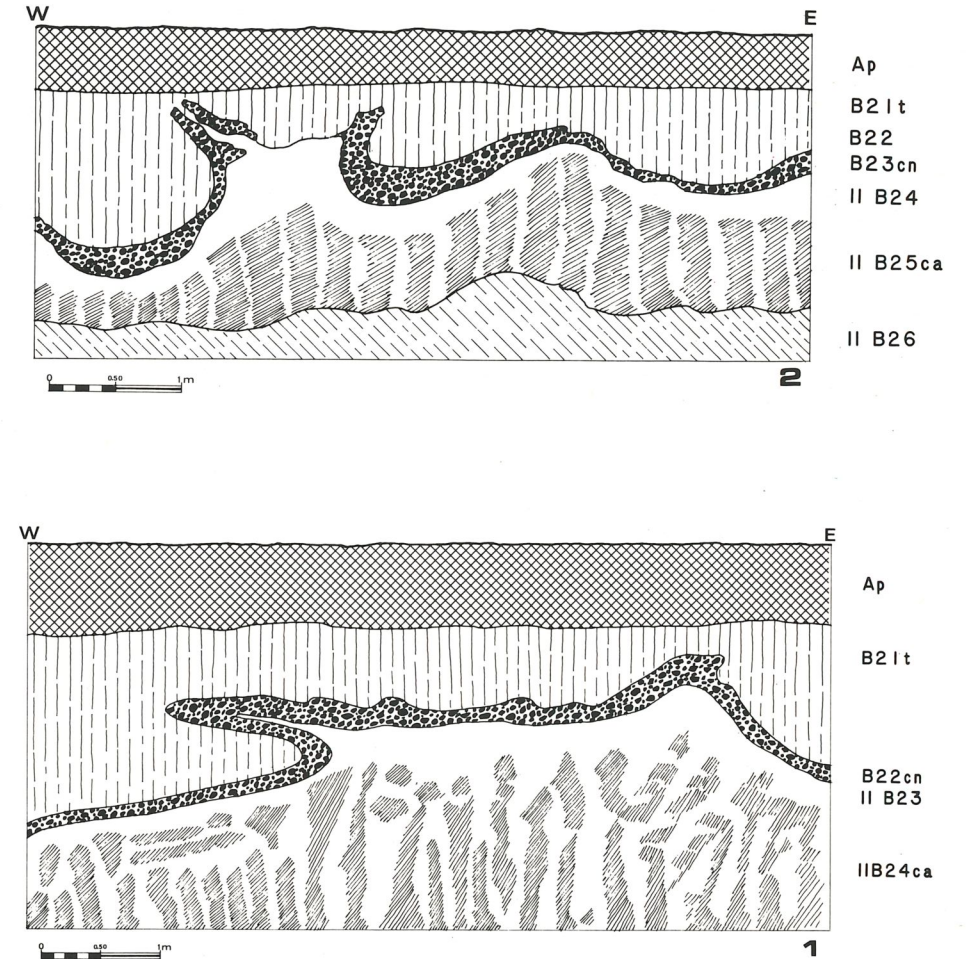 W E
Ap
B21t
B22
B23cn
II B24
II B25ca
II B26
0 0.50 1m
2
W E
Ap
B21t
B22cn
II B23
IIB24ca
0 0.50 1m
1